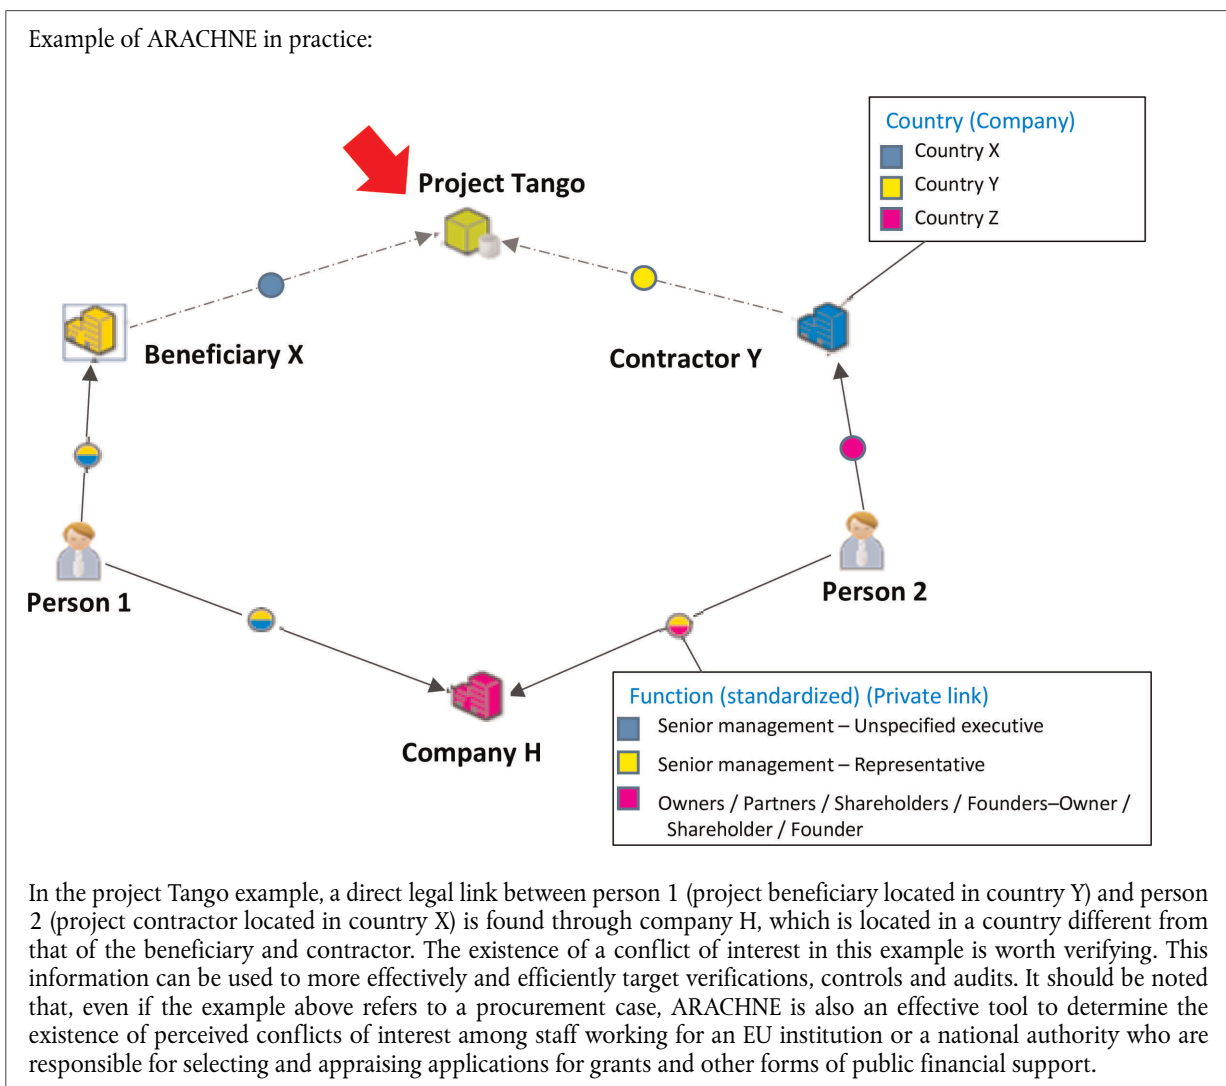 Example of ARACHNE in practice:
Country (Company)
Country X
Country Y
Country Z
Project Tango
Beneficiary X
Contractor Y
Person 1
Person 2
Company H
Function (standardized) (Private link)
Senior management – Unspecified executive
Senior management – Representative
Owners / Partners / Shareholders / Founders–Owner /
Shareholder / Founder
In the project Tango example, a direct legal link between person 1 (project beneficiary located in country Y) and person
2 (project contractor located in country X) is found through company H, which is located in a country different from
that of the beneficiary and contractor. The existence of a conflict of interest in this example is worth verifying. This
information can be used to more effectively and efficiently target verifications, controls and audits. It should be noted
that, even if the example above refers to a procurement case, ARACHNE is also an effective tool to determine the
existence of perceived conflicts of interest among staff working for an EU institution or a national authority who are
responsible for selecting and appraising applications for grants and other forms of public financial support.